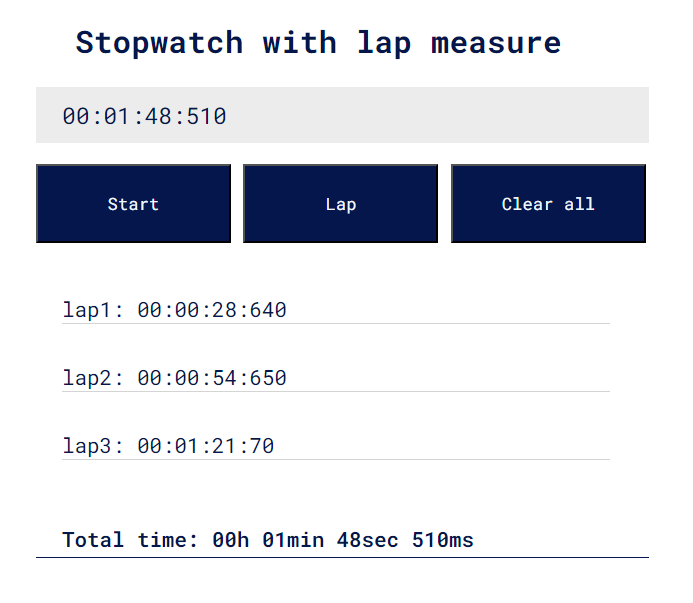 Stopwatch with lap measure
00:01:48:510
Start Lap Clear all
lap1: 00:00:28:640
lap2: 00:00:54:650
lap3: 00:01:21:70
Total time: 00h 01min 48sec 510ms